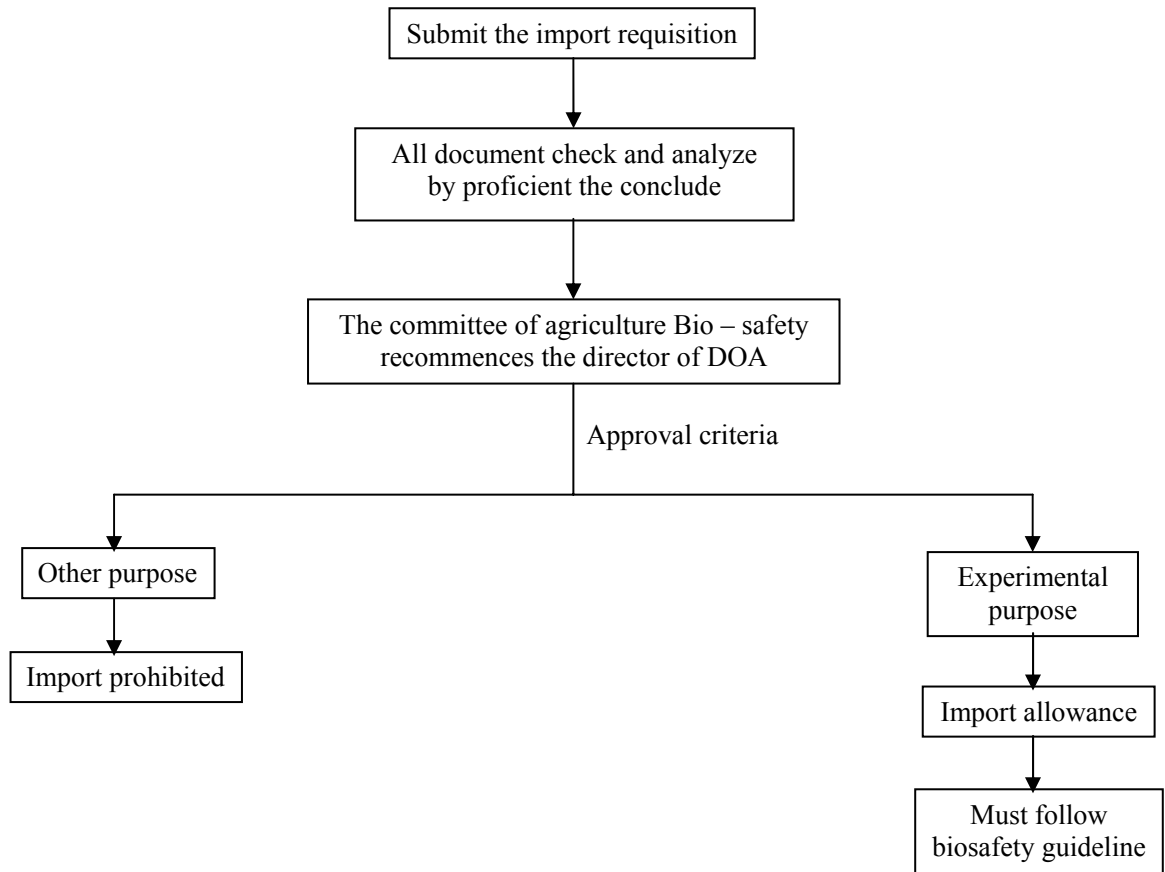 Submit the import requisition
All document check and analyze
by proficient the conclude
The committee of agriculture Bio – safety
recommences the director of DOA
Approval criteria
Other purpose
Import prohibited
Experimental
purpose
Import allowance
Must follow
biosafety guideline